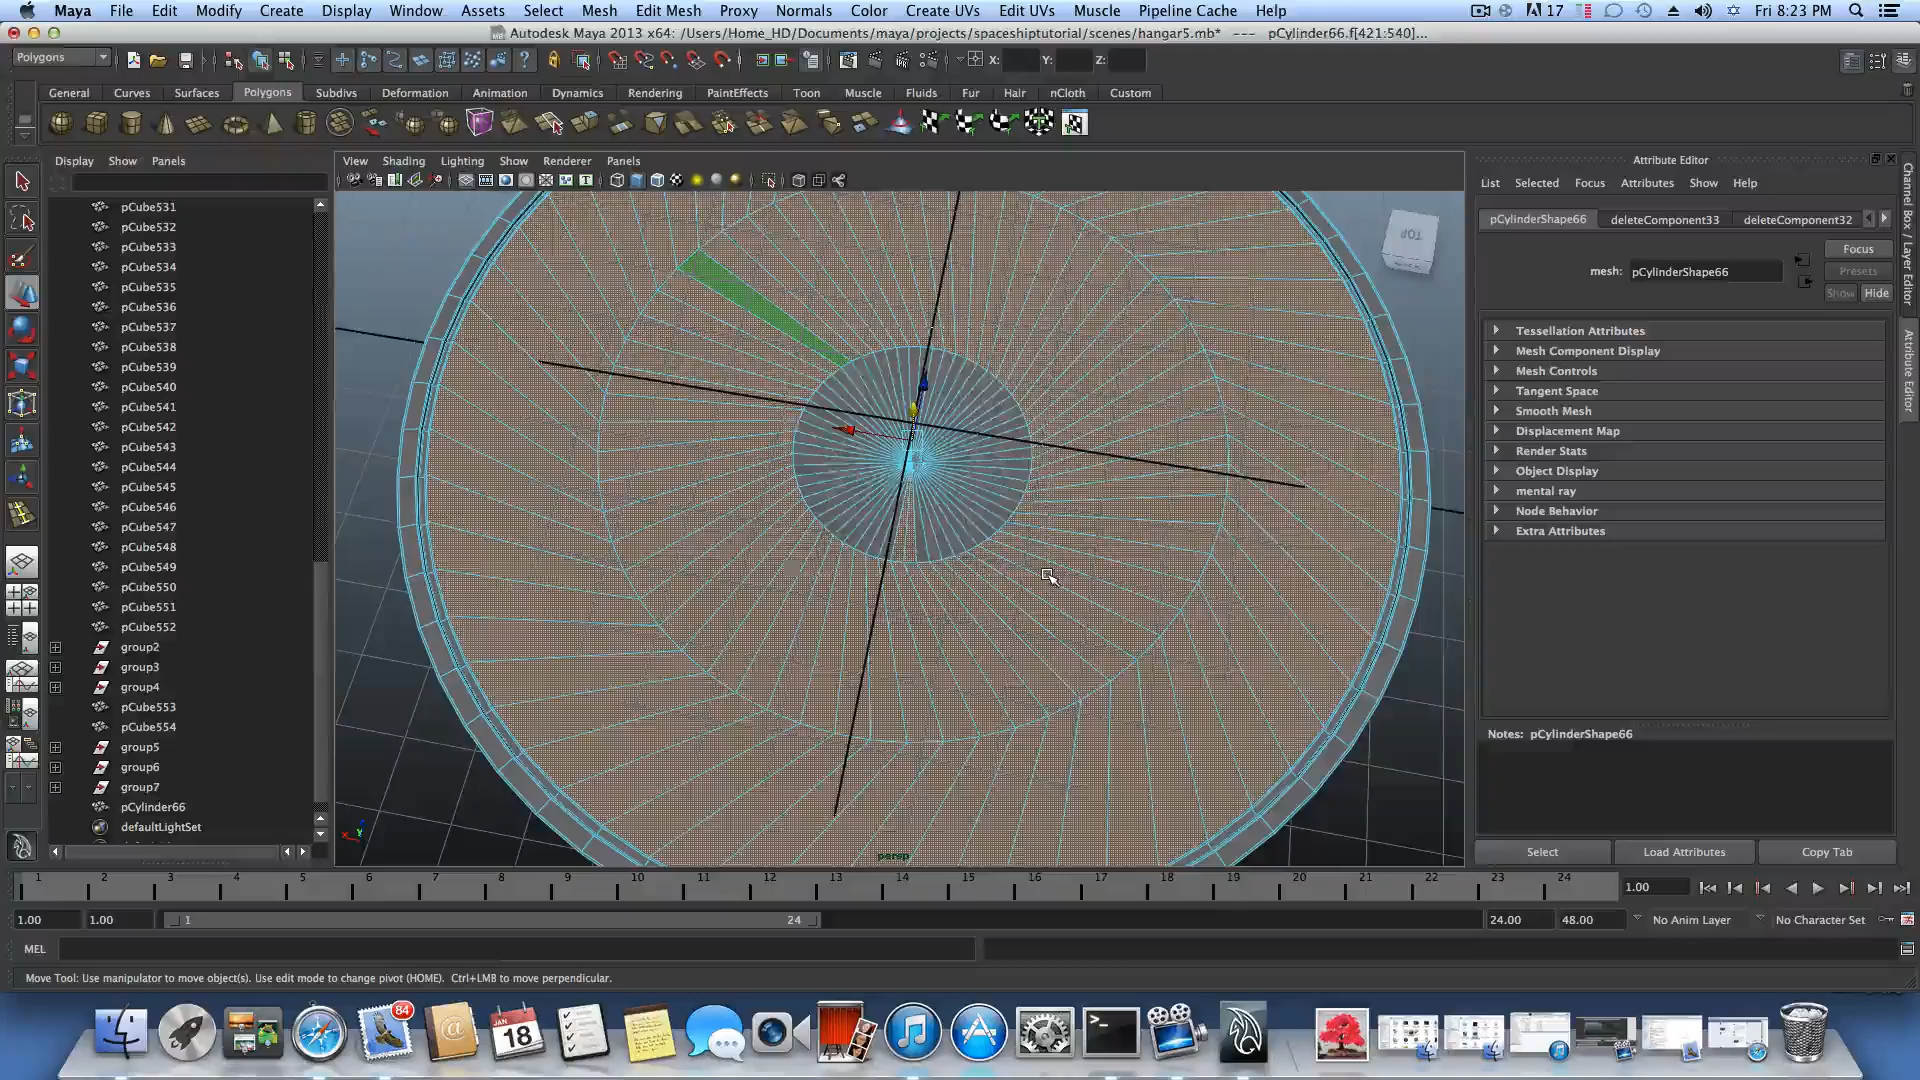 Maya File Edit Modify Create Display Window Assets Select Mesh Edit Mesh Proxy Normals Color Create UVs Edit UVs Muscle Pipeline Cache Help 17 Fri 8:23 PM
Autodesk Maya 2013 x64: /Users/Home_HD/Documents/maya/projects/spaceshiptutorial/scenes/hangar5.mb* --- pCylinder66.f[421:540]...
Polygons X: Y: Z:
General Curves Surfaces Polygons Subdivs Deformation Animation Dynamics Rendering PaintEffects Toon Muscle Fluids Fur Hair nCloth Custom
Display Show Panels
View Shading Lighting Show Renderer Panels
Attribute Editor
List Selected Focus Attributes Show Help
pCylinderShape66 deleteComponent33 deleteComponent32
Focus
mesh: pCylinderShape66
Presets
Show Hide
Tessellation Attributes
Mesh Component Display
Mesh Controls
Tangent Space
Smooth Mesh
Displacement Map
Render Stats
Object Display
mental ray
Node Behavior
Extra Attributes
Notes: pCylinderShape66
Select Load Attributes Copy Tab
Channel Box / Layer Editor
Attribute Editor
pCube531
pCube532
pCube533
pCube534
pCube535
pCube536
pCube537
pCube538
pCube539
pCube540
pCube541
pCube542
pCube543
pCube544
pCube545
pCube546
pCube547
pCube548
pCube549
pCube550
pCube551
pCube552
group2
group3
group4
pCube553
pCube554
group5
group6
group7
pCylinder66
defaultLightSet
TOP
persp
1 2 3 4 5 6 7 8 9 10 11 12 13 14 15 16 17 18 19 20 21 22 23 24 1.00
1.00 1.00 1 24 24.00 48.00 No Anim Layer No Character Set
MEL
Move Tool: Use manipulator to move object(s). Use edit mode to change pivot (HOME). Ctrl+LMB to move perpendicular.
84
JAN
18